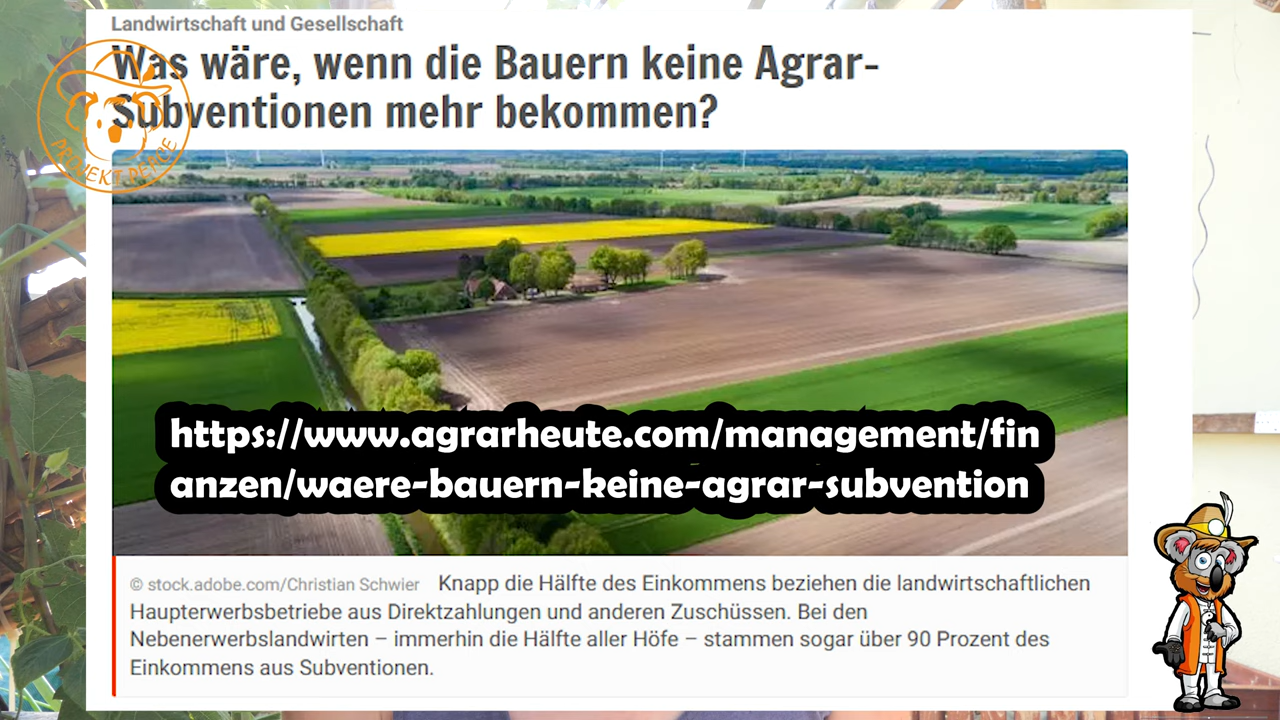 Landwirtschaft und Gesellschaft
Was wäre, wenn die Bauern keine Agrar-
Subventionen mehr bekommen?
PROJEKT PEACE
https://www.agrarheute.com/management/fin
anzen/waere-bauern-keine-agrar-subvention
© stock.adobe.com/Christian Schwier Knapp die Hälfte des Einkommens beziehen die landwirtschaftlichen
Haupterwerbsbetriebe aus Direktzahlungen und anderen Zuschüssen. Bei den
Nebenerwerbslandwirten – immerhin die Hälfte aller Höfe – stammen sogar über 90 Prozent des
Einkommens aus Subventionen.